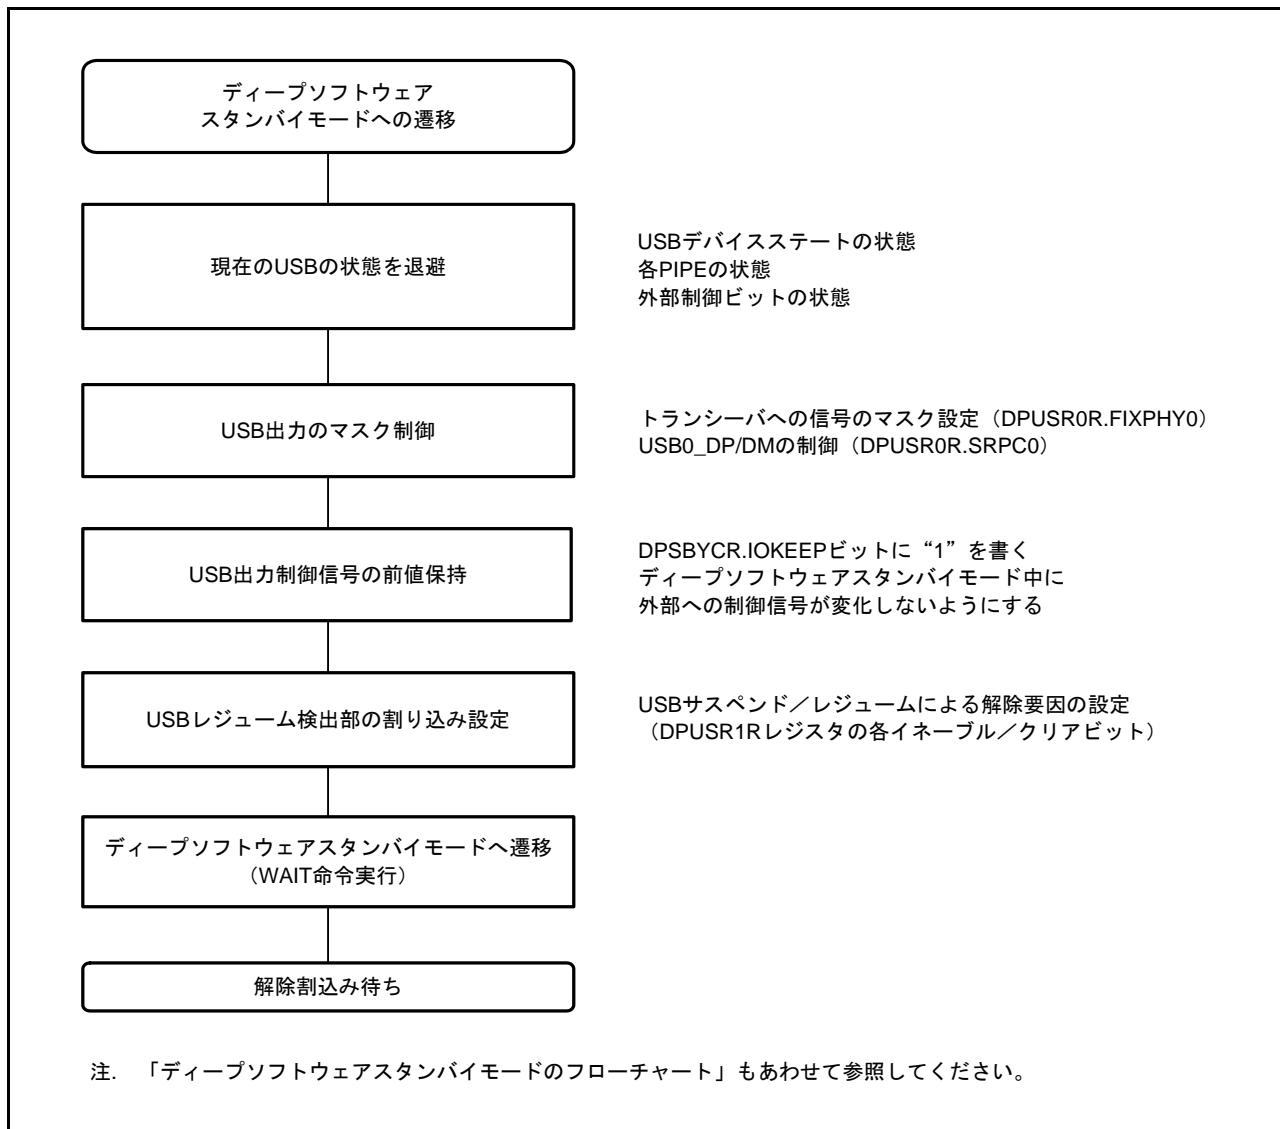 ディープソフトウェア
スタンバイモードへの遷移
現在のUSBの状態を退避
USBデバイスステートの状態
各PIPEの状態
外部制御ビットの状態
USB出力のマスク制御
トランシーバへの信号のマスク設定（DPUSR0R.FIXPHY0）
USB0_DP/DMの制御（DPUSR0R.SRPC0）
USB出力制御信号の前値保持
DPSBYCR.IOKEEPビットに“1”を書く
ディープソフトウェアスタンバイモード中に
外部への制御信号が変化しないようにする
USBレジューム検出部の割り込み設定
USBサスペンド／レジュームによる解除要因の設定
（DPUSR1Rレジスタの各イネーブル／クリアビット）
ディープソフトウェアスタンバイモードへ遷移
（WAIT命令実行）
解除割込み待ち
注. 「ディープソフトウェアスタンバイモードのフローチャート」もあわせて参照してください。